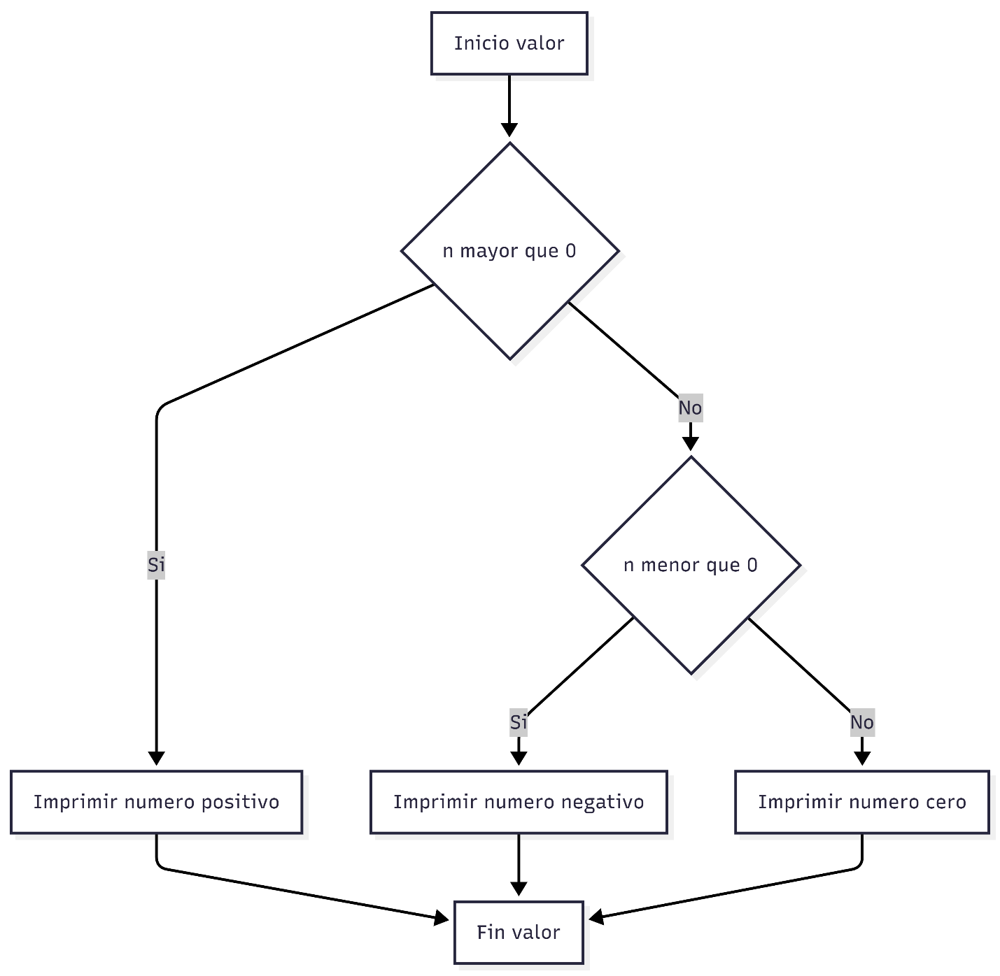 Inicio valor
n mayor que 0
No
Si
n menor que 0
Si
No
Imprimir numero positivo
Imprimir numero negativo
Imprimir numero cero
Fin valor